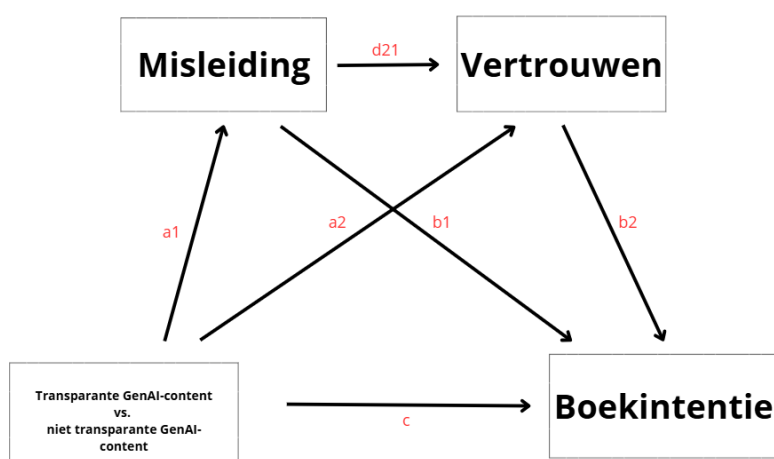 Misleiding
d21
Vertrouwen
a1
a2
b1
b2
Transparante GenAI-content
vs.
niet transparante GenAI-
content
c
Boekintentie